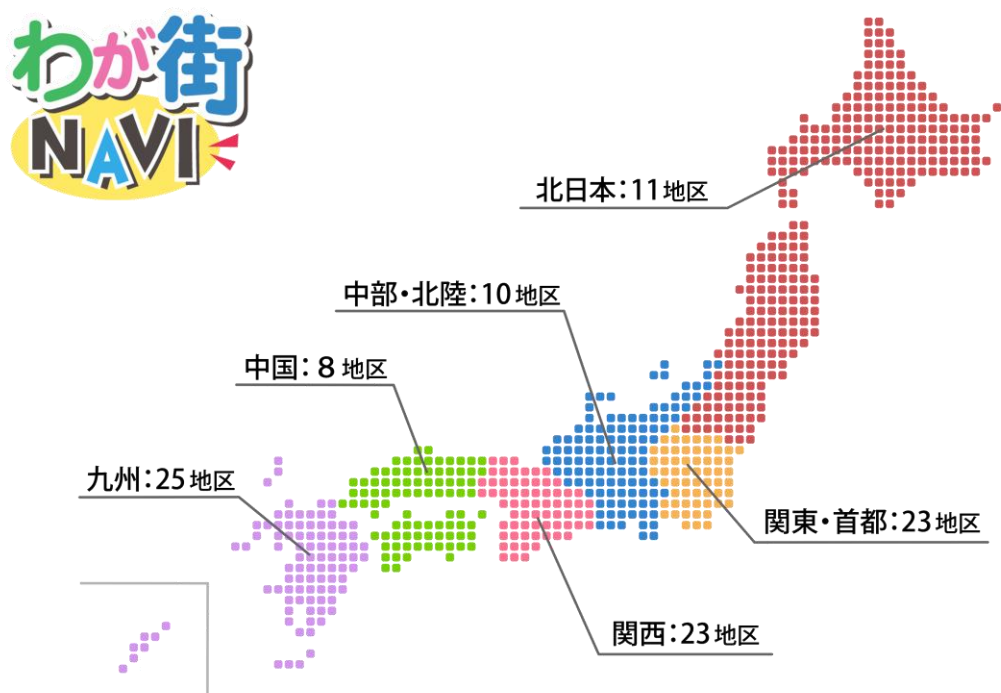 わが街
NAVI
北日本：11地区
中部・北陸：10地区
中国：8地区
九州：25地区
関東・首都：23地区
関西：23地区